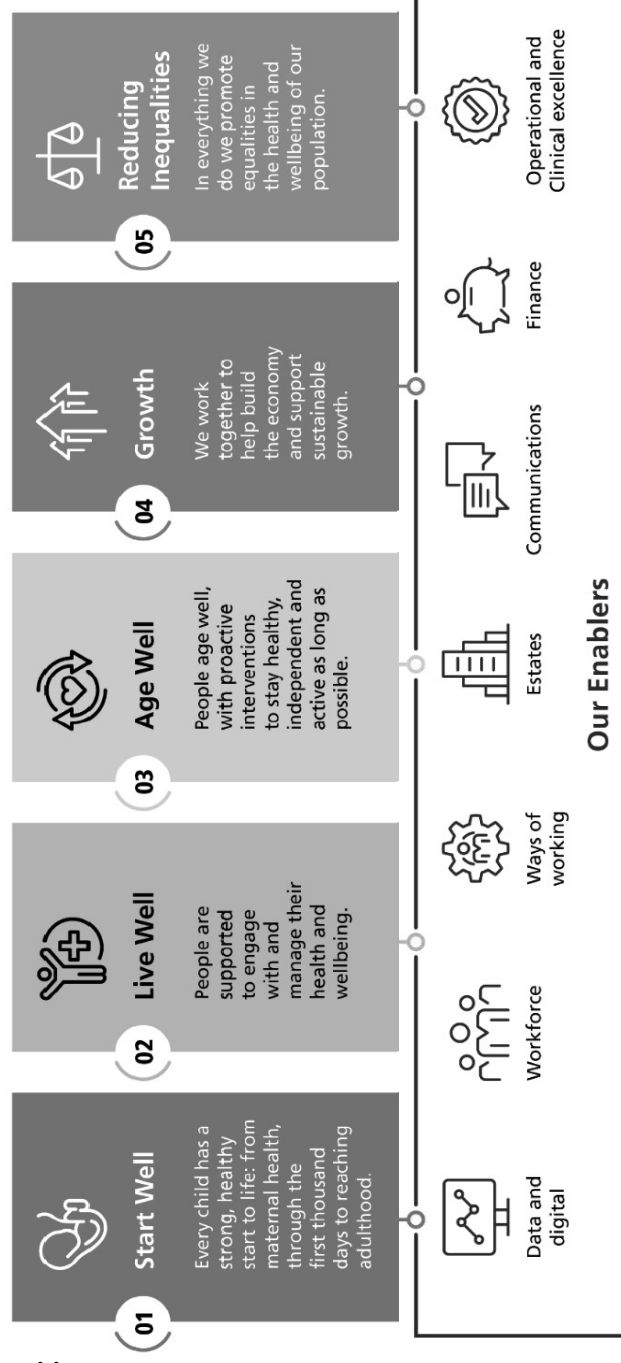 01
Start Well
Every child has a
strong, healthy
start to life: from
maternal health,
through the
first thousand
days to reaching
adulthood.
02
Live Well
People are
supported
to engage
with and
manage their
health and
wellbeing.
03
Age Well
People age well,
with proactive
interventions
to stay healthy,
independent and
active as long as
possible.
04
Growth
We work
together to
help build
the economy
and support
sustainable
growth.
05
Reducing
Inequalities
In everything we
do we promote
equalities in
the health and
wellbeing of our
population.
Data and
digital
Workforce
Ways of
working
Estates
Communications
Finance
Operational and
Clinical excellence
Our Enablers